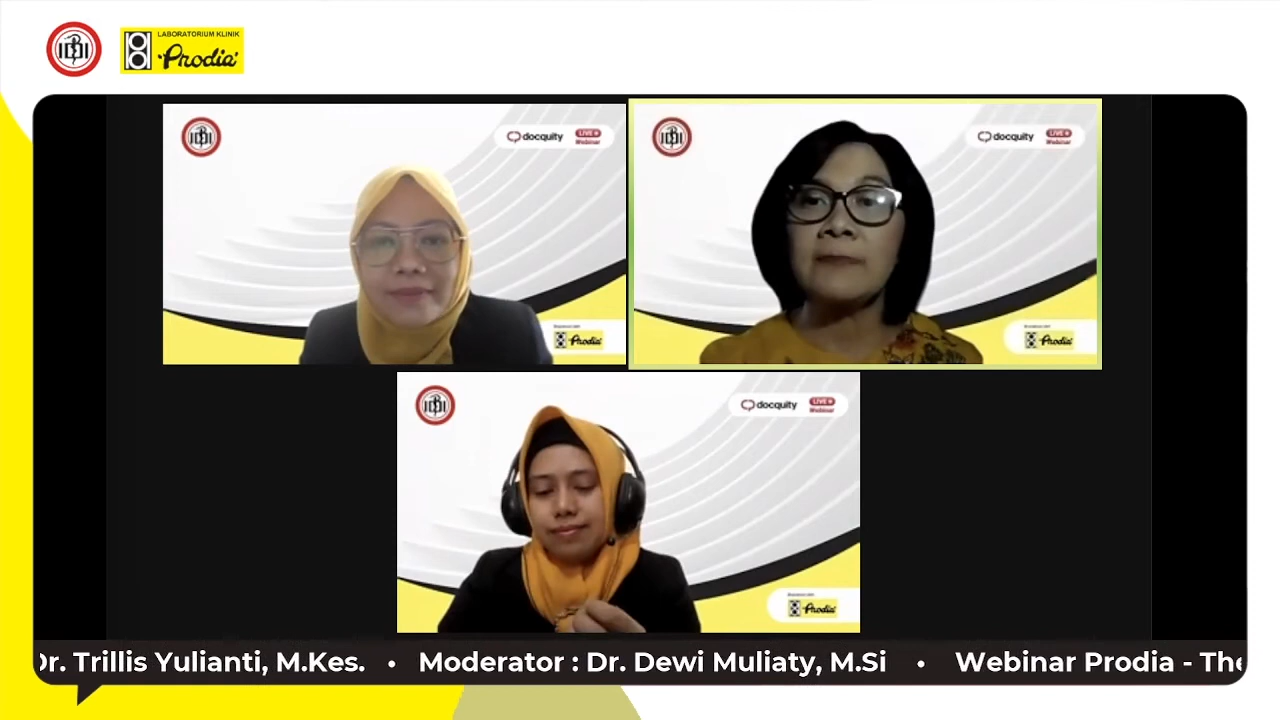 LABORATORIUM KLINIK
Prodia
docquity
LIVE
Webinar
Prodia
docquity
LIVE
Webinar
Prodia
docquity
LIVE
Webinar
Prodia
Dr. Trillis Yulianti, M.Kes. • Moderator : Dr. Dewi Muliaty, M.Si • Webinar Prodia - The